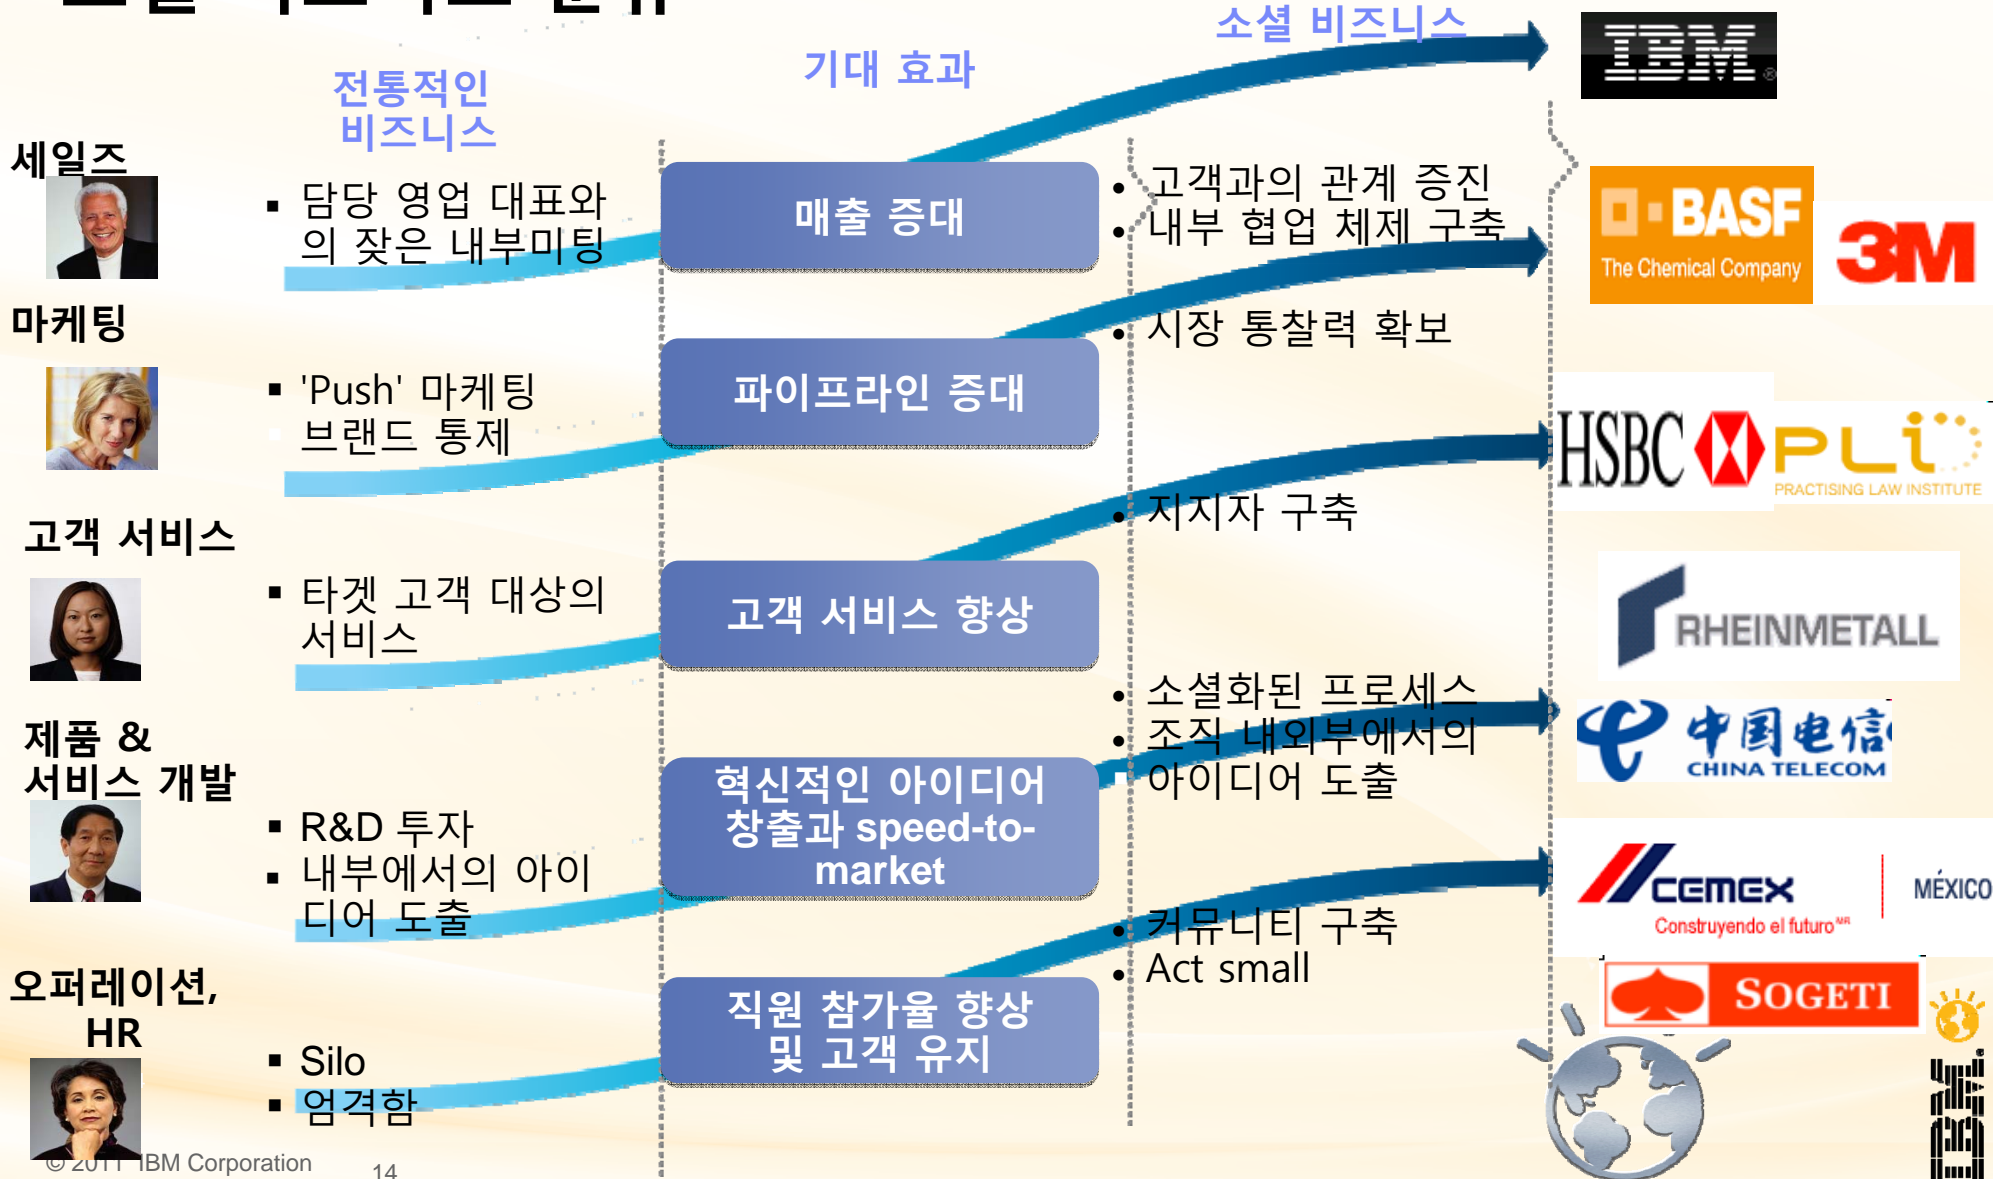 소셜 비즈니스
기대 효과
전통적인
비즈니스
IBM
세일즈
담당 영업 대표와
의 잦은 내부미팅
매출 증대
고객과의 관계 증진
내부 협업 체제 구축
BASF
The Chemical Company
3M
마케팅
'Push' 마케팅
브랜드 통제
파이프라인 증대
시장 통찰력 확보
HSBC
PLI
PRACTISING LAW INSTITUTE
고객 서비스
타겟 고객 대상의
서비스
고객 서비스 향상
지지자 구축
RHEINMETALL
제품 &
서비스 개발
R&D 투자
내부에서의 아이
디어 도출
혁신적인 아이디어
창출과 speed-to-
market
소셜화된 프로세스
조직 내외부에서의
아이디어 도출
中国电信
CHINA TELECOM
오퍼레이션,
HR
Silo
엄격함
직원 참가율 향상
및 고객 유지
커뮤니티 구축
Act small
CEMEX
MÉXICO
Construyendo el futuro
SOGETI
IBM
© 2011 IBM Corporation
14